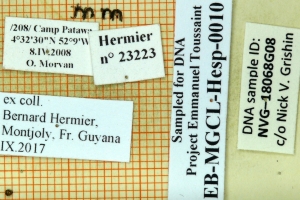 /208/ Camp Patawa
4°32'30"N 52°9'W
8.IV.2008
O. Morvan
Hermier
n° 23223
ex coll.
Bernard Hermier,
Montjoly, Fr. Guyana
IX.2017
Sampled for DNA
Project Emmanuel Toussaint
EB-MGCL-Hesp-0010
DNA sample ID:
NVG-18068G08
c/o Nick V. Grishin